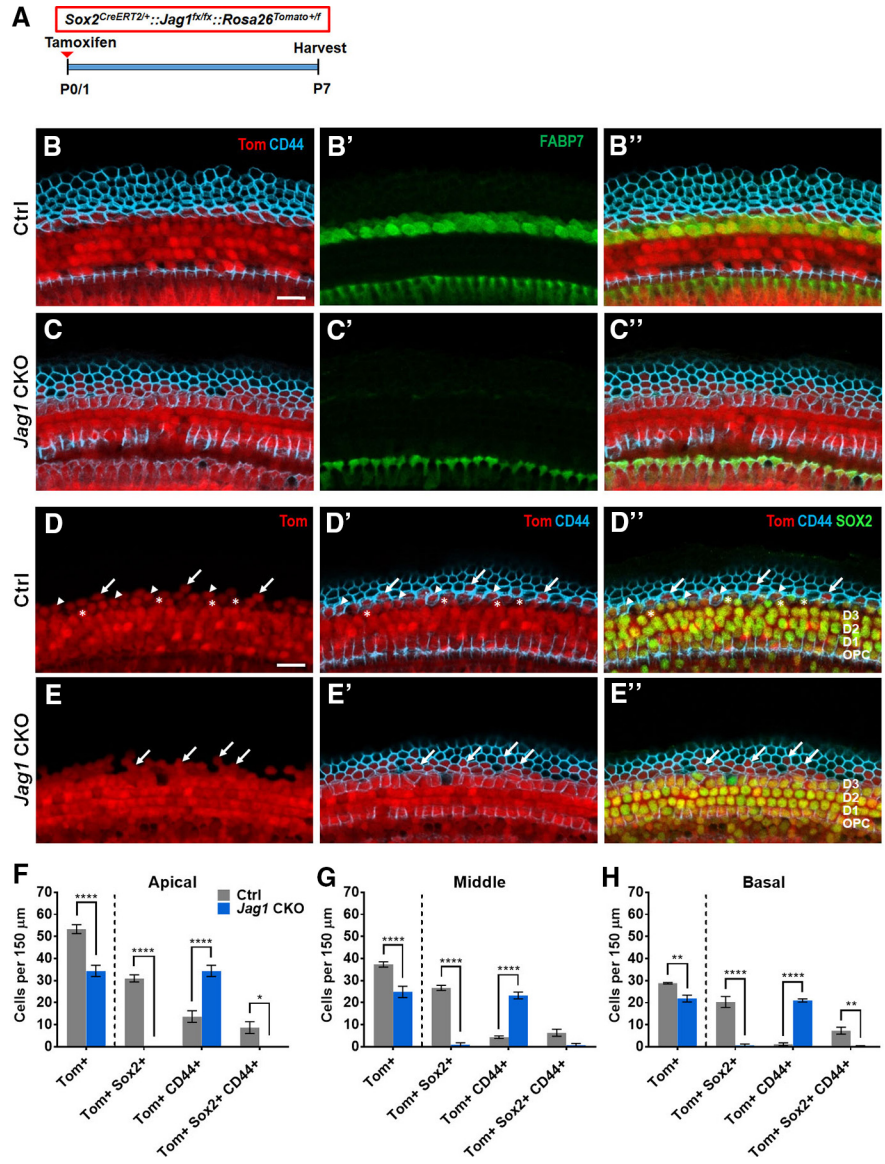 A
Sox2CreERT2/+::Jag1fx/fx::Rosa26Tomato+/f
Tamoxifen
Harvest
P0/1
P7
Ctrl
B
Tom CD44
B'
FABP7
B''
Jag1 CKO
C
C'
C''
Ctrl
D
Tom
D'
Tom CD44
D''
Tom CD44 SOX2
* * * *
* * * *
* * * *
D3
D2
D1
OPC
Jag1 CKO
E
E'
E''
D3
D2
D1
OPC
F
Apical
Ctrl
Jag1 CKO
Cells per 150 µm
70
60
50
40
30
20
10
0
****
****
****
*
Tom+
Tom+ Sox2+
Tom+ CD44+
Tom+ Sox2+ CD44+
G
Middle
Cells per 150 µm
70
60
50
40
30
20
10
0
****
****
****
Tom+
Tom+ Sox2+
Tom+ CD44+
Tom+ Sox2+ CD44+
H
Basal
Cells per 150 µm
70
60
50
40
30
20
10
0
**
****
****
**
Tom+
Tom+ Sox2+
Tom+ CD44+
Tom+ Sox2+ CD44+